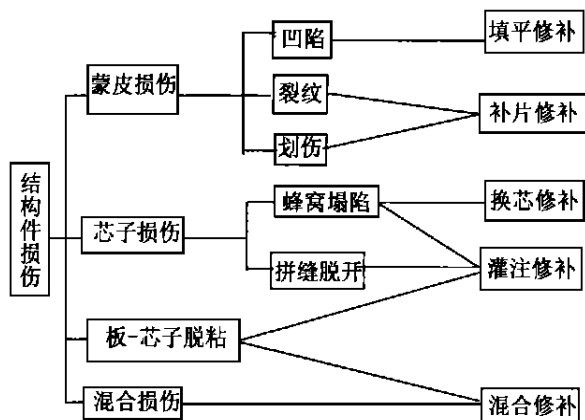 凹陷
填平修补
蒙皮损伤
裂纹
补片修补
划伤
结构件损伤
蜂窝塌陷
换芯修补
芯子损伤
拼缝脱开
灌注修补
板-芯子脱粘
混合损伤
混合修补